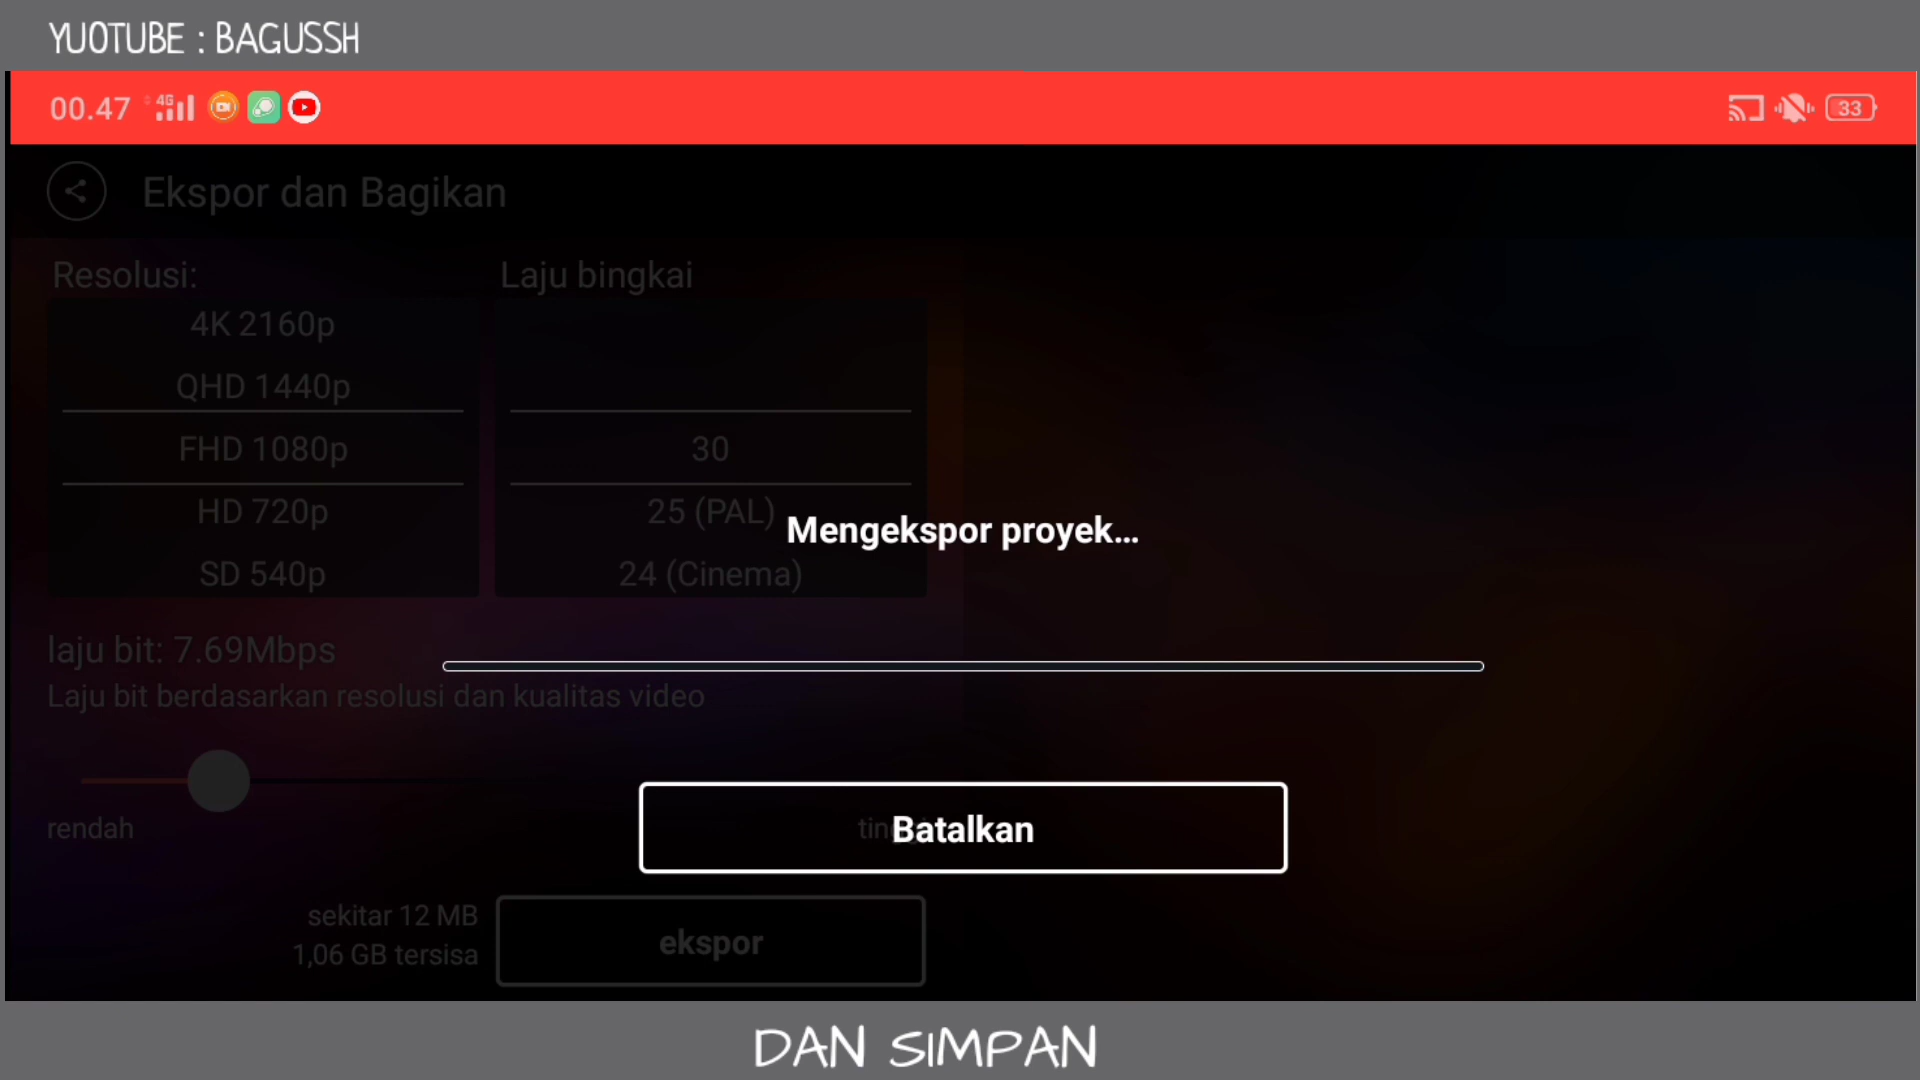 YUOTUBE : BAGUSSH
00.47 4G 33
Ekspor dan Bagikan
Resolusi: Laju bingkai
4K 2160p
QHD 1440p
FHD 1080p 30
HD 720p 25 (PAL)
Mengekspor proyek...
SD 540p 24 (Cinema)
laju bit: 7.69Mbps
Laju bit berdasarkan resolusi dan kualitas video
rendah
Batalkan
sekitar 12 MB
ekspor
1,06 GB tersisa
DAN SIMPAN